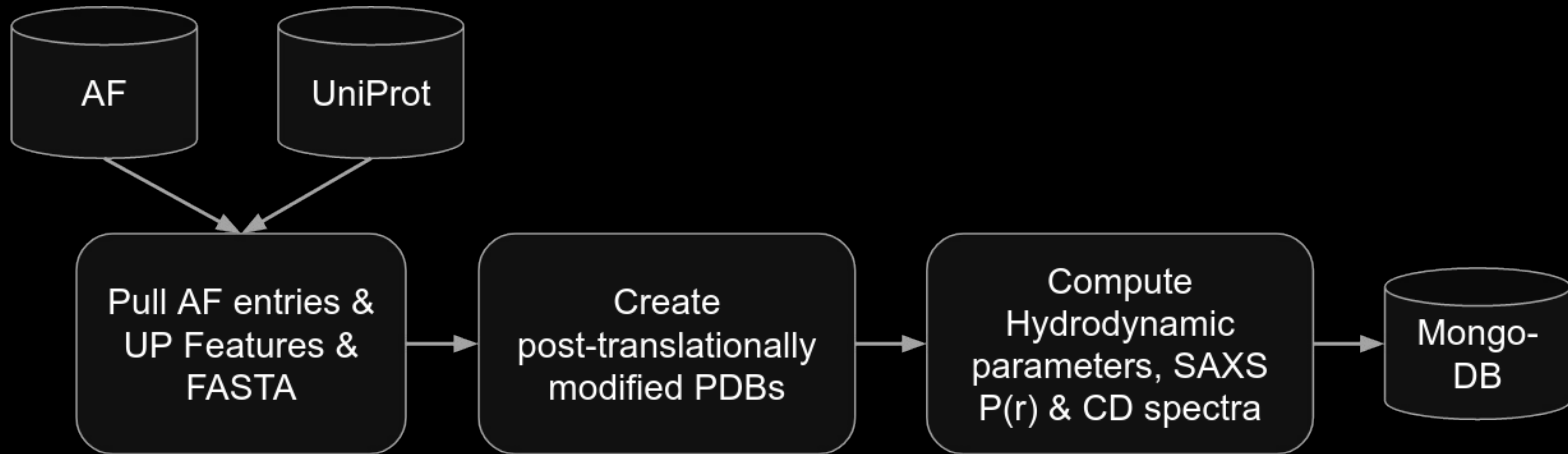 AF
UniProt
Pull AF entries &
UP Features &
FASTA
Create
post-translationally
modified PDBs
Compute
Hydrodynamic
parameters, SAXS
P(r) & CD spectra
Mongo-
DB